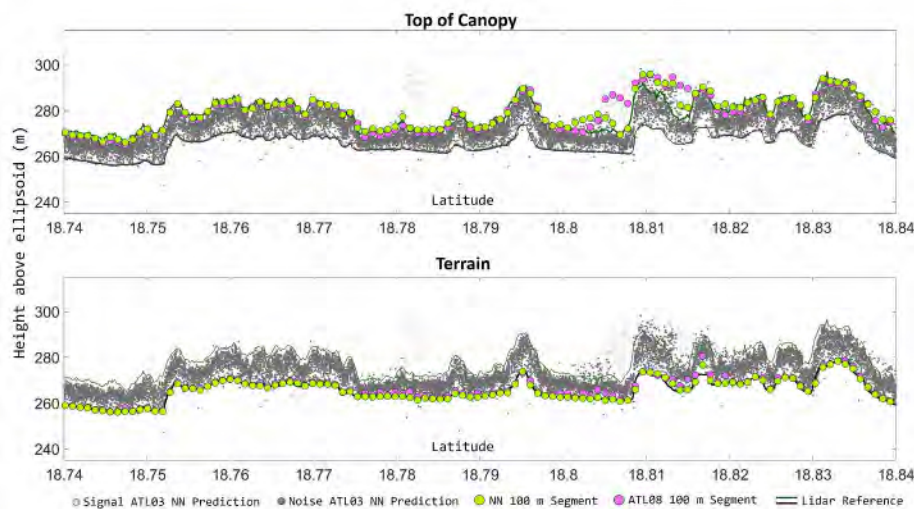 Top of Canopy
300
280
260
240
Latitude
18.74 18.75 18.76 18.77 18.78 18.79 18.8 18.81 18.82 18.83 18.84
Height above ellipsoid (m)
Terrain
300
280
260
240
Latitude
18.74 18.75 18.76 18.77 18.78 18.79 18.8 18.81 18.82 18.83 18.84
Signal ATL03 NN Prediction Noise ATL03 NN Prediction NN 100 m Segment ATL08 100 m Segment Lidar Reference